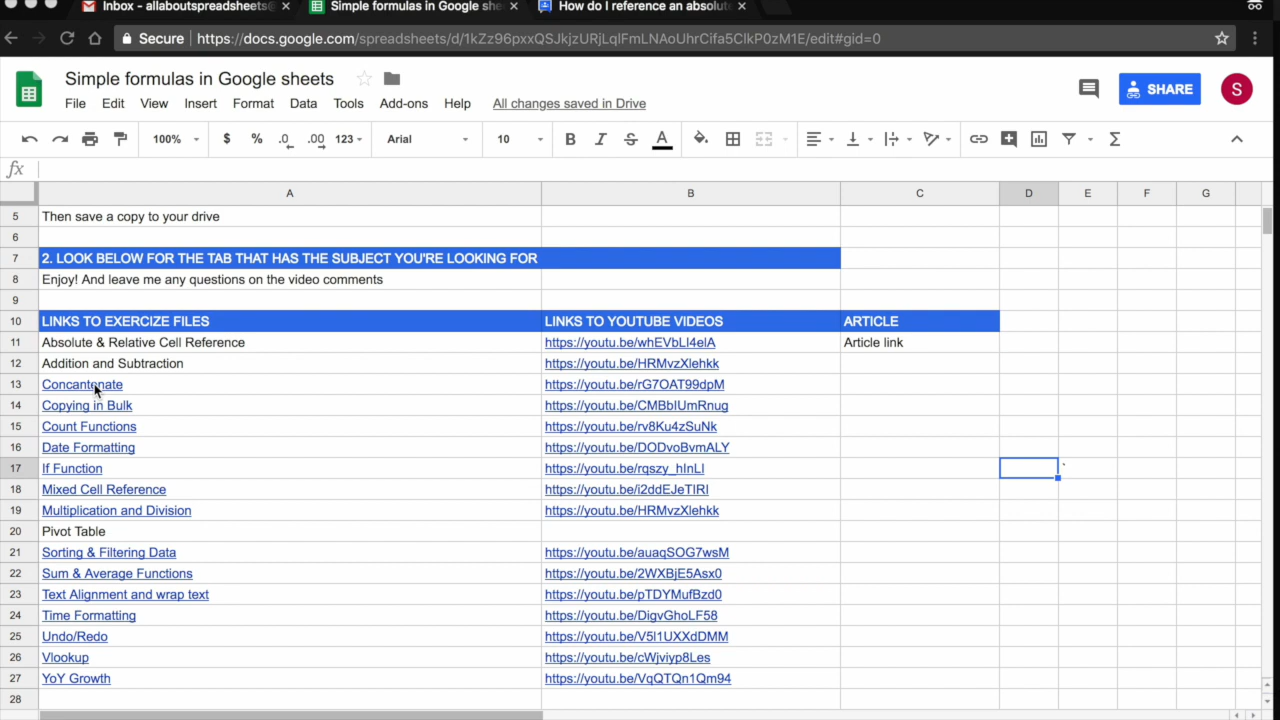 Inbox - allaboutspreadsheets@ × Simple formulas in Google she × How do I reference an absolut ×
Secure https://docs.google.com/spreadsheets/d/1kZz96pxxQSJkjzURjLqlFmLNAoUhrCifa5ClkP0zM1E/edit#gid=0
Simple formulas in Google sheets
SHARE S
File Edit View Insert Format Data Tools Add-ons Help All changes saved in Drive
100% $ % .0 .00 123 Arial 10 B I S A Σ
fx
A B C D E F G
5 Then save a copy to your drive
6
7 2. LOOK BELOW FOR THE TAB THAT HAS THE SUBJECT YOU'RE LOOKING FOR
8 Enjoy! And leave me any questions on the video comments
9
10 LINKS TO EXERCIZE FILES LINKS TO YOUTUBE VIDEOS ARTICLE
11 Absolute & Relative Cell Reference https://youtu.be/whEVbLI4elA Article link
12 Addition and Subtraction https://youtu.be/HRMvzXlehkk
13 Concantonate https://youtu.be/rG7OAT99dpM
14 Copying in Bulk https://youtu.be/CMBbIUmRnug
15 Count Functions https://youtu.be/rv8Ku4zSuNk
16 Date Formatting https://youtu.be/DODvoBvmALY
17 If Function https://youtu.be/rqszy_hInLI `
18 Mixed Cell Reference https://youtu.be/i2ddEJeTIRI
19 Multiplication and Division https://youtu.be/HRMvzXlehkk
20 Pivot Table
21 Sorting & Filtering Data https://youtu.be/auaqSOG7wsM
22 Sum & Average Functions https://youtu.be/2WXBjE5Asx0
23 Text Alignment and wrap text https://youtu.be/pTDYMufBzd0
24 Time Formatting https://youtu.be/DigvGhoLF58
25 Undo/Redo https://youtu.be/V5l1UXXdDMM
26 Vlookup https://youtu.be/cWjviyp8Les
27 YoY Growth https://youtu.be/VqQTQn1Qm94
28